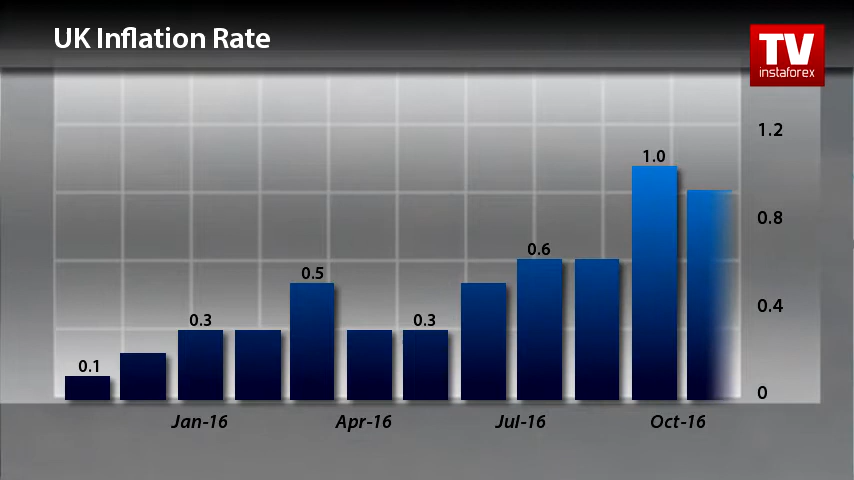 UK Inflation Rate
TV
instaforex
1.2
1.0
0.8
0.6
0.5
0.4
0.3
0.3
0.1
0
Jan-16
Apr-16
Jul-16
Oct-16